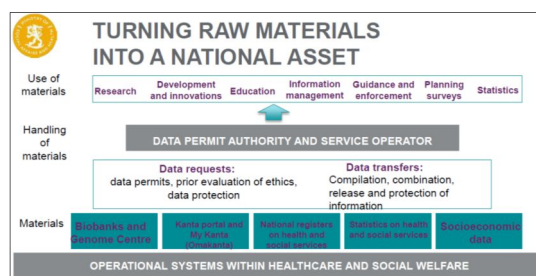 TURNING RAW MATERIALS
INTO A NATIONAL ASSET
Use of
materials
Research
Development
and innovations
Education
Information
management
Guidance and
enforcement
Planning
surveys
Statistics
Handling
of
materials
DATA PERMIT AUTHORITY AND SERVICE OPERATOR
Data requests:
data permits, prior evaluation of ethics,
data protection
Data transfers:
Compilation, combination,
release and protection of
information
Materials
Biobanks and
Genome Centre
Kanta portal and
My Kanta
(Omakanta)
National registers
on health and
social services
Statistics on health
and social services
Socioeconomic
data
OPERATIONAL SYSTEMS WITHIN HEALTHCARE AND SOCIAL WELFARE